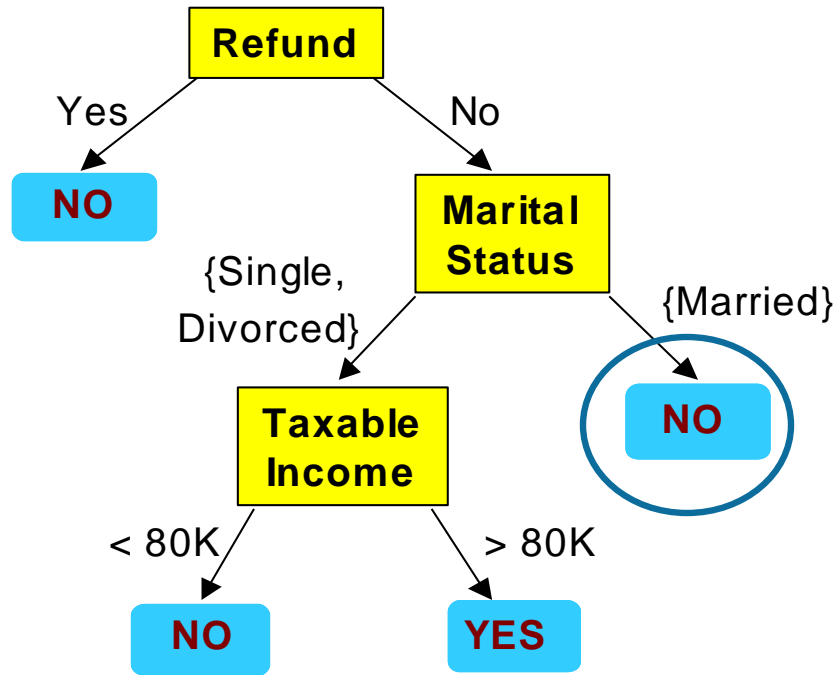 Refund
Yes
No
NO
Marital
Status
{Single,
Divorced}
{Married}
NO
Taxable
Income
< 80K
> 80K
NO
YES